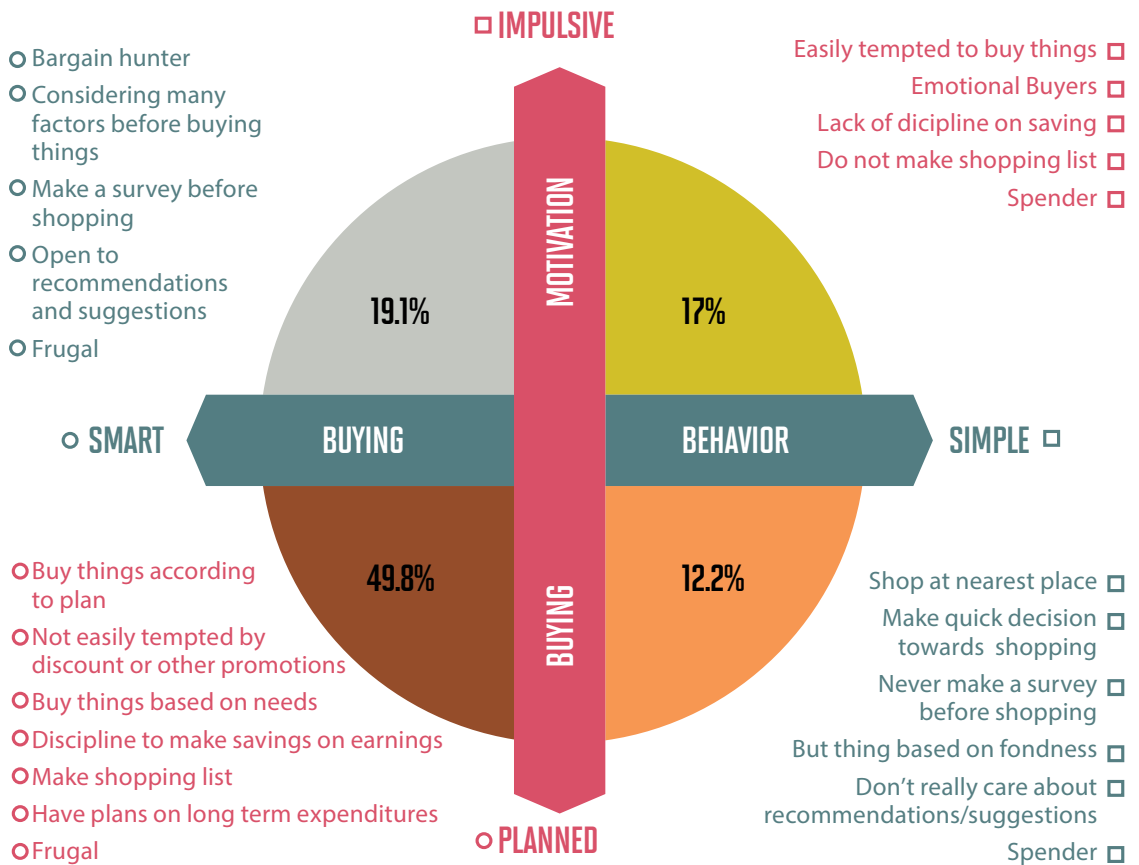 IMPULSIVE
Bargain hunter
Considering many
factors before buying
things
Make a survey before
shopping
Open to
recommendations
and suggestions
Frugal
Easily tempted to buy things
Emotional Buyers
Lack of dicipline on saving
Do not make shopping list
Spender
MOTIVATION
19.1%
17%
SMART
BUYING
BEHAVIOR
SIMPLE
49.8%
12.2%
BUYING
Buy things according
to plan
Not easily tempted by
discount or other promotions
Buy things based on needs
Discipline to make savings on earnings
Make shopping list
Have plans on long term expenditures
Frugal
Shop at nearest place
Make quick decision
towards shopping
Never make a survey
before shopping
But thing based on fondness
Don't really care about
recommendations/suggestions
Spender
PLANNED